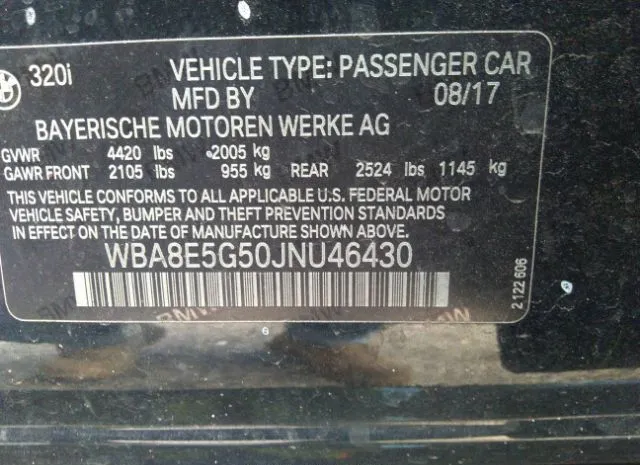 320i VEHICLE TYPE: PASSENGER CAR
MFD BY 08/17
BAYERISCHE MOTOREN WERKE AG
GVWR 4420 lbs 2005 kg
GAWR FRONT 2105 lbs 955 kg REAR 2524 lbs 1145 kg
THIS VEHICLE CONFORMS TO ALL APPLICABLE U.S. FEDERAL MOTOR
VEHICLE SAFETY, BUMPER AND THEFT PREVENTION STANDARDS
IN EFFECT ON THE DATE OF MANUFACTURE SHOWN ABOVE.
WBA8E5G50JNU46430
2 122 606